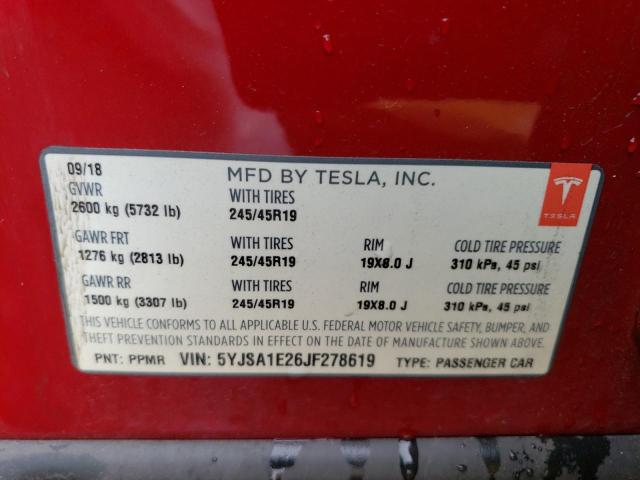 09/18
MFD BY TESLA, INC.
GVWR WITH TIRES
2600 kg (5732 lb) 245/45R19
TESLA
GAWR FRT WITH TIRES RIM COLD TIRE PRESSURE
1276 kg (2813 lb) 245/45R19 19X8.0 J 310 kPs, 45 psi
GAWR RR WITH TIRES RIM COLD TIRE PRESSURE
1500 kg (3307 lb) 245/45R19 19X8.0 J 310 kPs, 45 psi
THIS VEHICLE CONFORMS TO ALL APPLICABLE U.S. FEDERAL MOTOR VEHICLE SAFETY, BUMPER, AND
THEFT PREVENTION STANDARDS IN EFFECT ON THE DATE OF MANUFACTURE SHOWN ABOVE.
PNT: PPMR VIN: 5YJSA1E26JF278619 TYPE: PASSENGER CAR